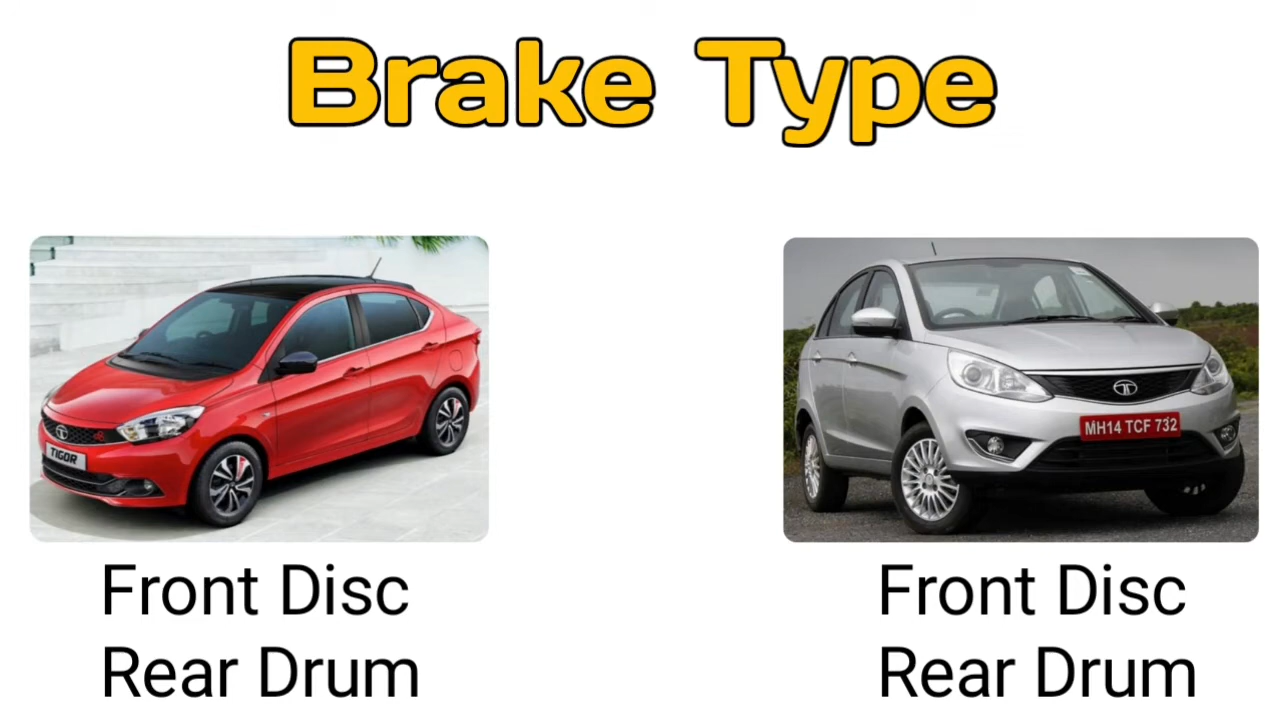 Brake Type
TIGOR
MH14 TCF 732
Front Disc
Rear Drum
Front Disc
Rear Drum